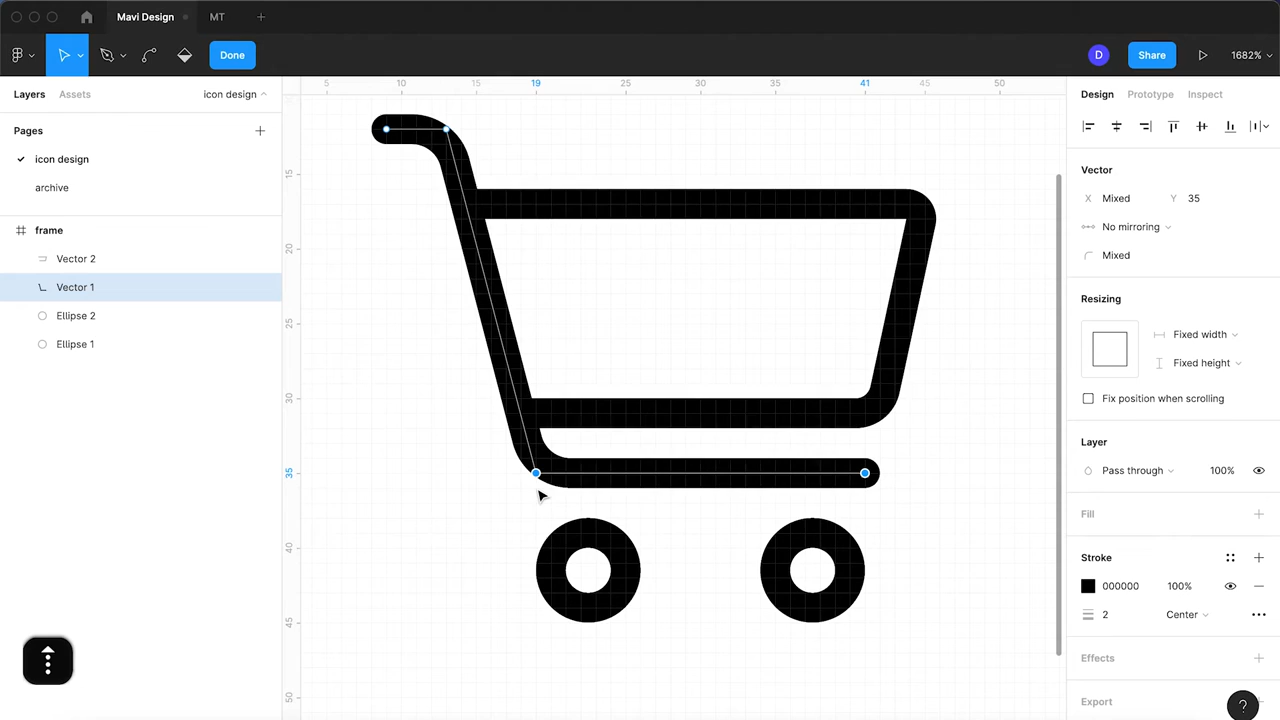 Mavi Design
MT
Done
D
Share
1682%
Layers
Assets
icon design
Pages
icon design
archive
frame
Vector 2
Vector 1
Ellipse 2
Ellipse 1
5 10 15 19 25 30 35 41 45 50
15
20
25
30
35
40
45
50
Design
Prototype
Inspect
Vector
X Mixed Y 35
No mirroring
Mixed
Resizing
Fixed width
Fixed height
Fix position when scrolling
Layer
Pass through 100%
Fill
Stroke
000000 100%
2 Center
Effects
Export
?